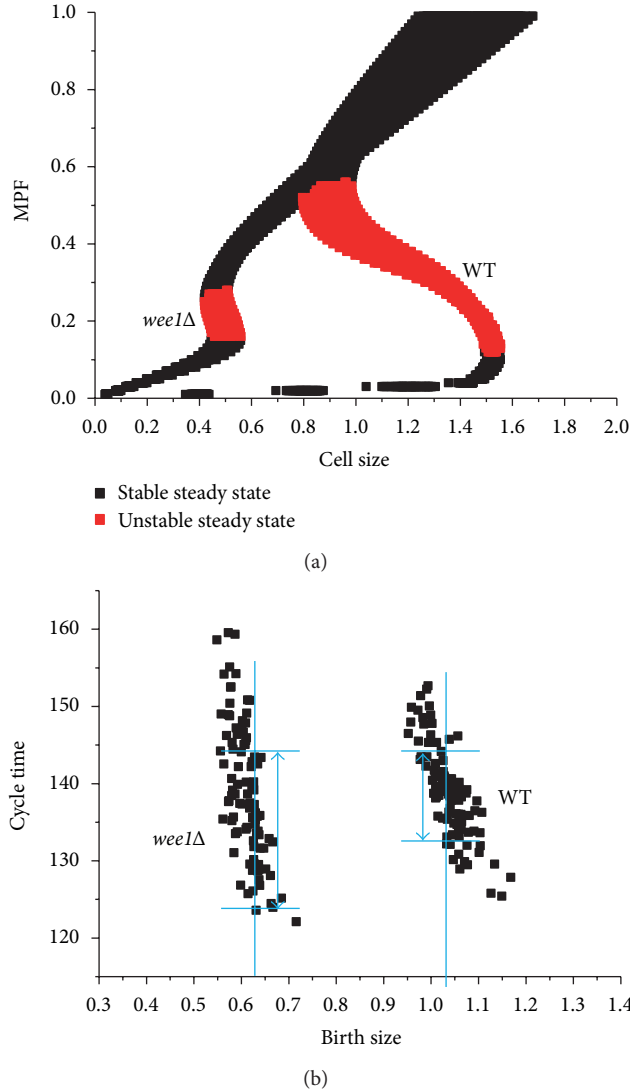 1.0
0.8
0.6
0.4
0.2
0.0
MPF
wee1Δ
WT
0.0 0.2 0.4 0.6 0.8 1.0 1.2 1.4 1.6 1.8 2.0
Cell size
Stable steady state
Unstable steady state
(a)
160
150
140
130
120
Cycle time
wee1Δ
WT
0.3 0.4 0.5 0.6 0.7 0.8 0.9 1.0 1.1 1.2 1.3 1.4
Birth size
(b)